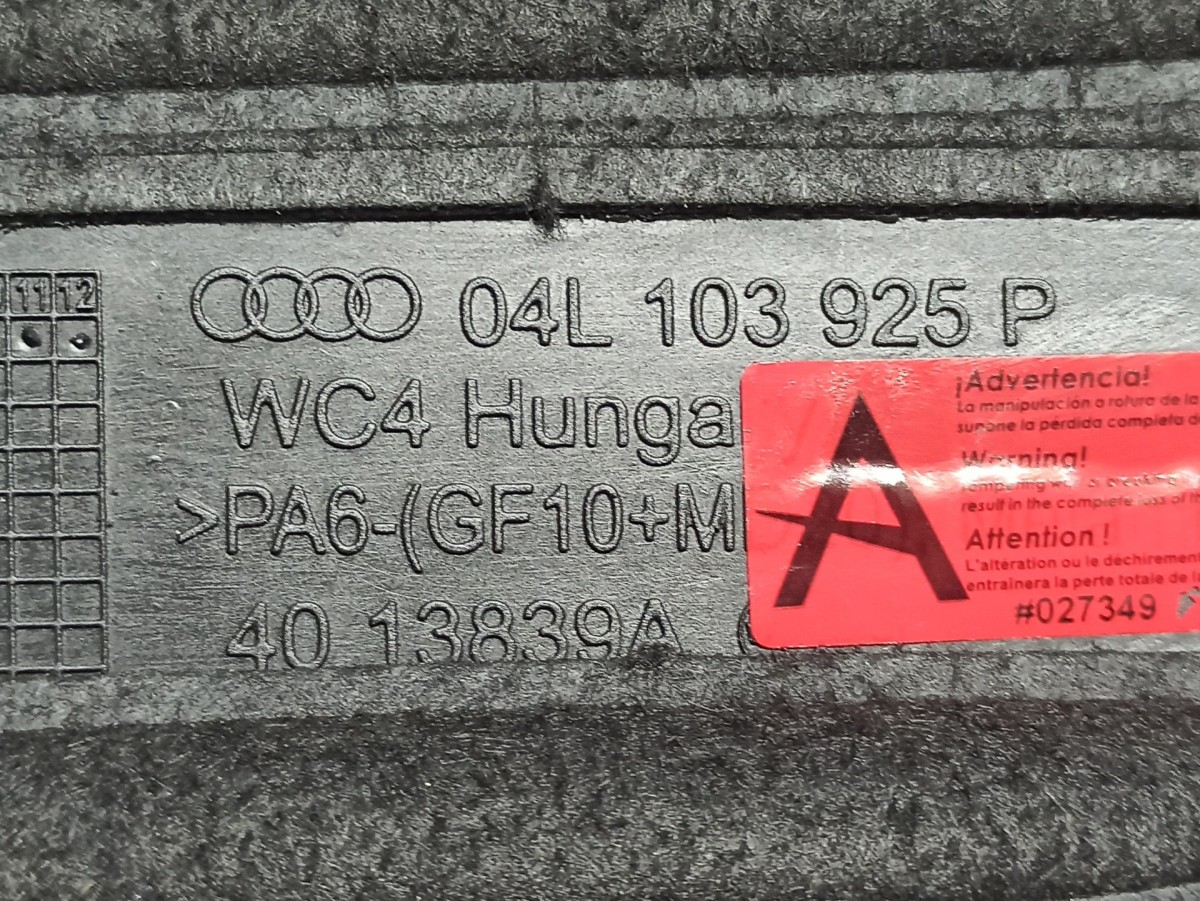 11 12
04L 103 925 P
WC4 Hunga
>PA6-(GF10+M
40 13839A
A
¡Advertencia!
La manipulación o rotura de la
supone la pérdida completa de
Warning!
result in the complete loss of
Attention !
L'altération ou le déchirement
entraînera la perte totale de la
#027349